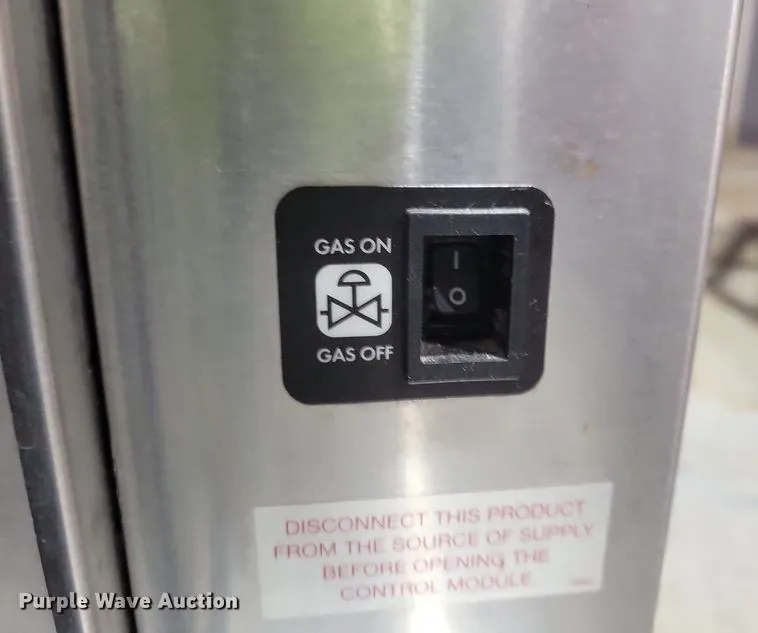 GAS ON
GAS OFF
I
O
DISCONNECT THIS PRODUCT
FROM THE SOURCE OF SUPPLY
BEFORE OPENING THE
CONTROL MODULE
Purple Wave Auction